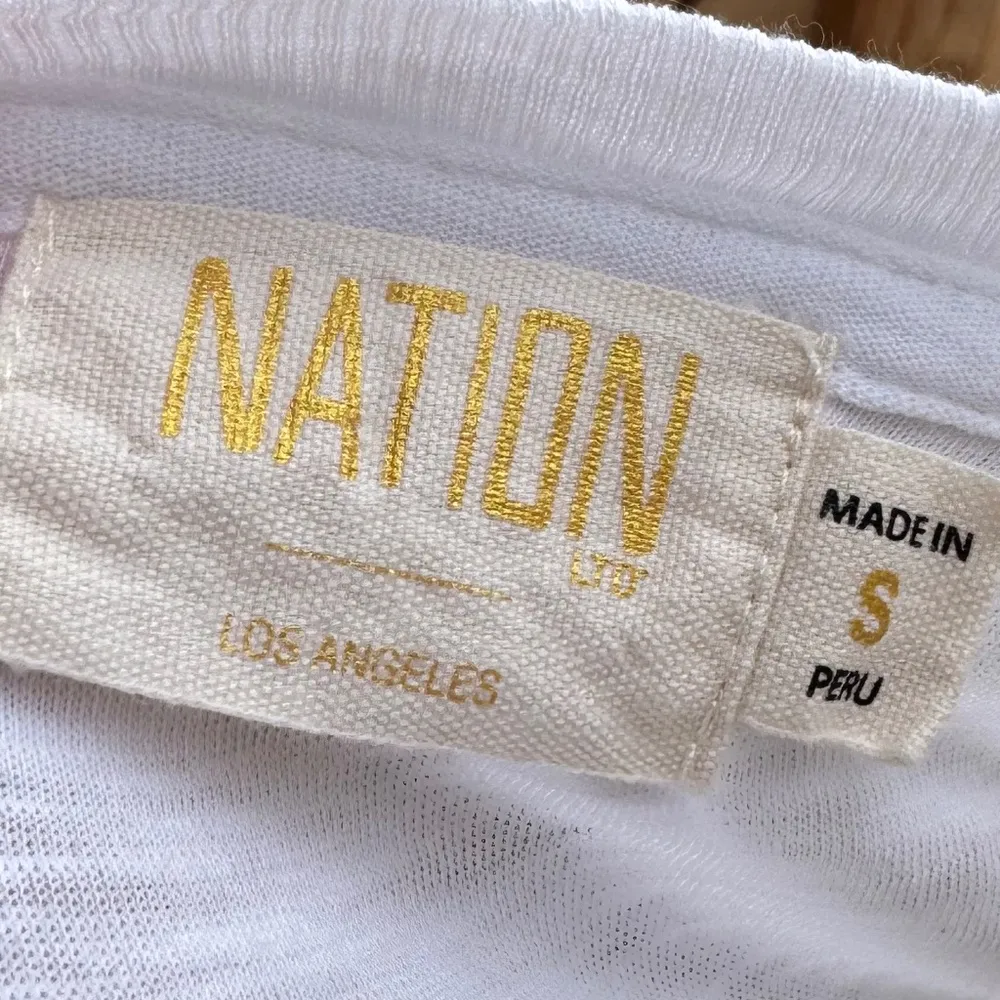 NATION
LTD
LOS ANGELES
MADE IN
S
PERU